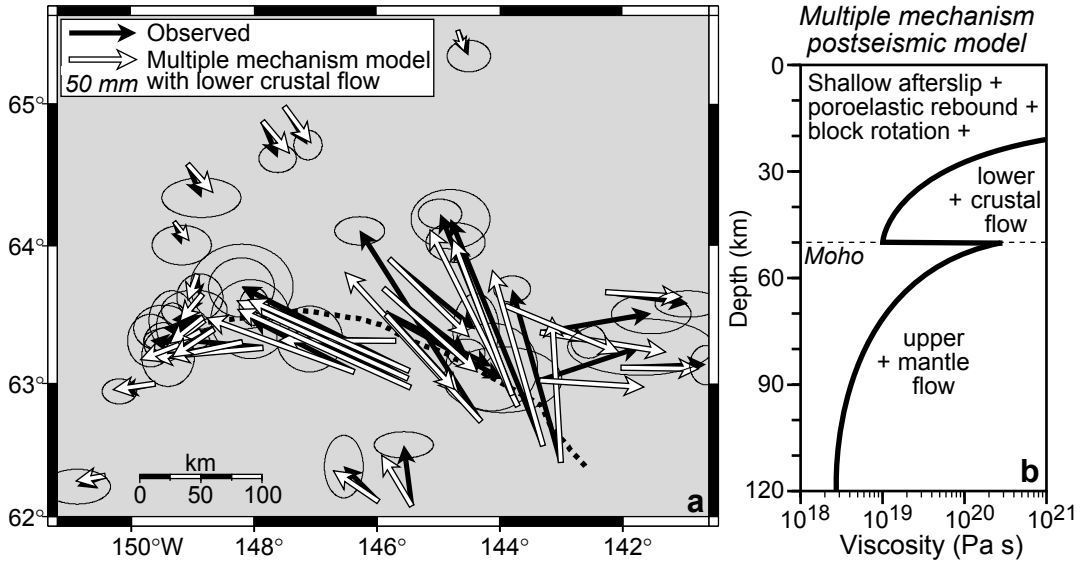 Observed
Multiple mechanism model
50 mm with lower crustal flow
65°
64°
63°
62°
km
0 50 100
a
150°W 148° 146° 144° 142°
Multiple mechanism
postseismic model
0
30
60
90
120
Depth (km)
Shallow afterslip +
poroelastic rebound +
block rotation +
lower
+ crustal
flow
Moho
upper
+ mantle
flow
b
10^18 10^19 10^20 10^21
Viscosity (Pa s)